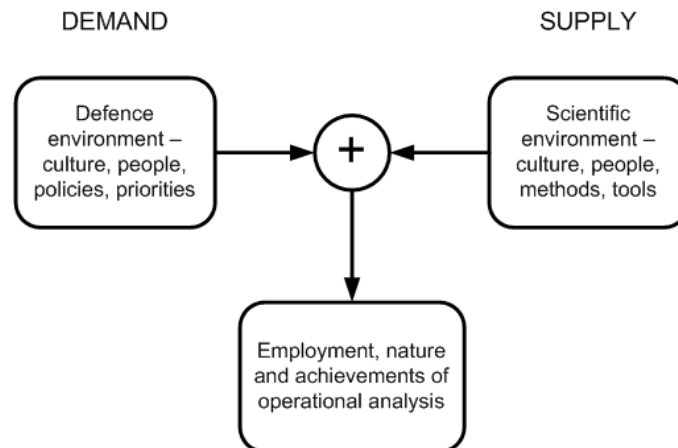 DEMAND
SUPPLY
Defence
environment –
culture, people,
policies, priorities
+
Scientific
environment –
culture, people,
methods, tools
Employment, nature
and achievements of
operational analysis